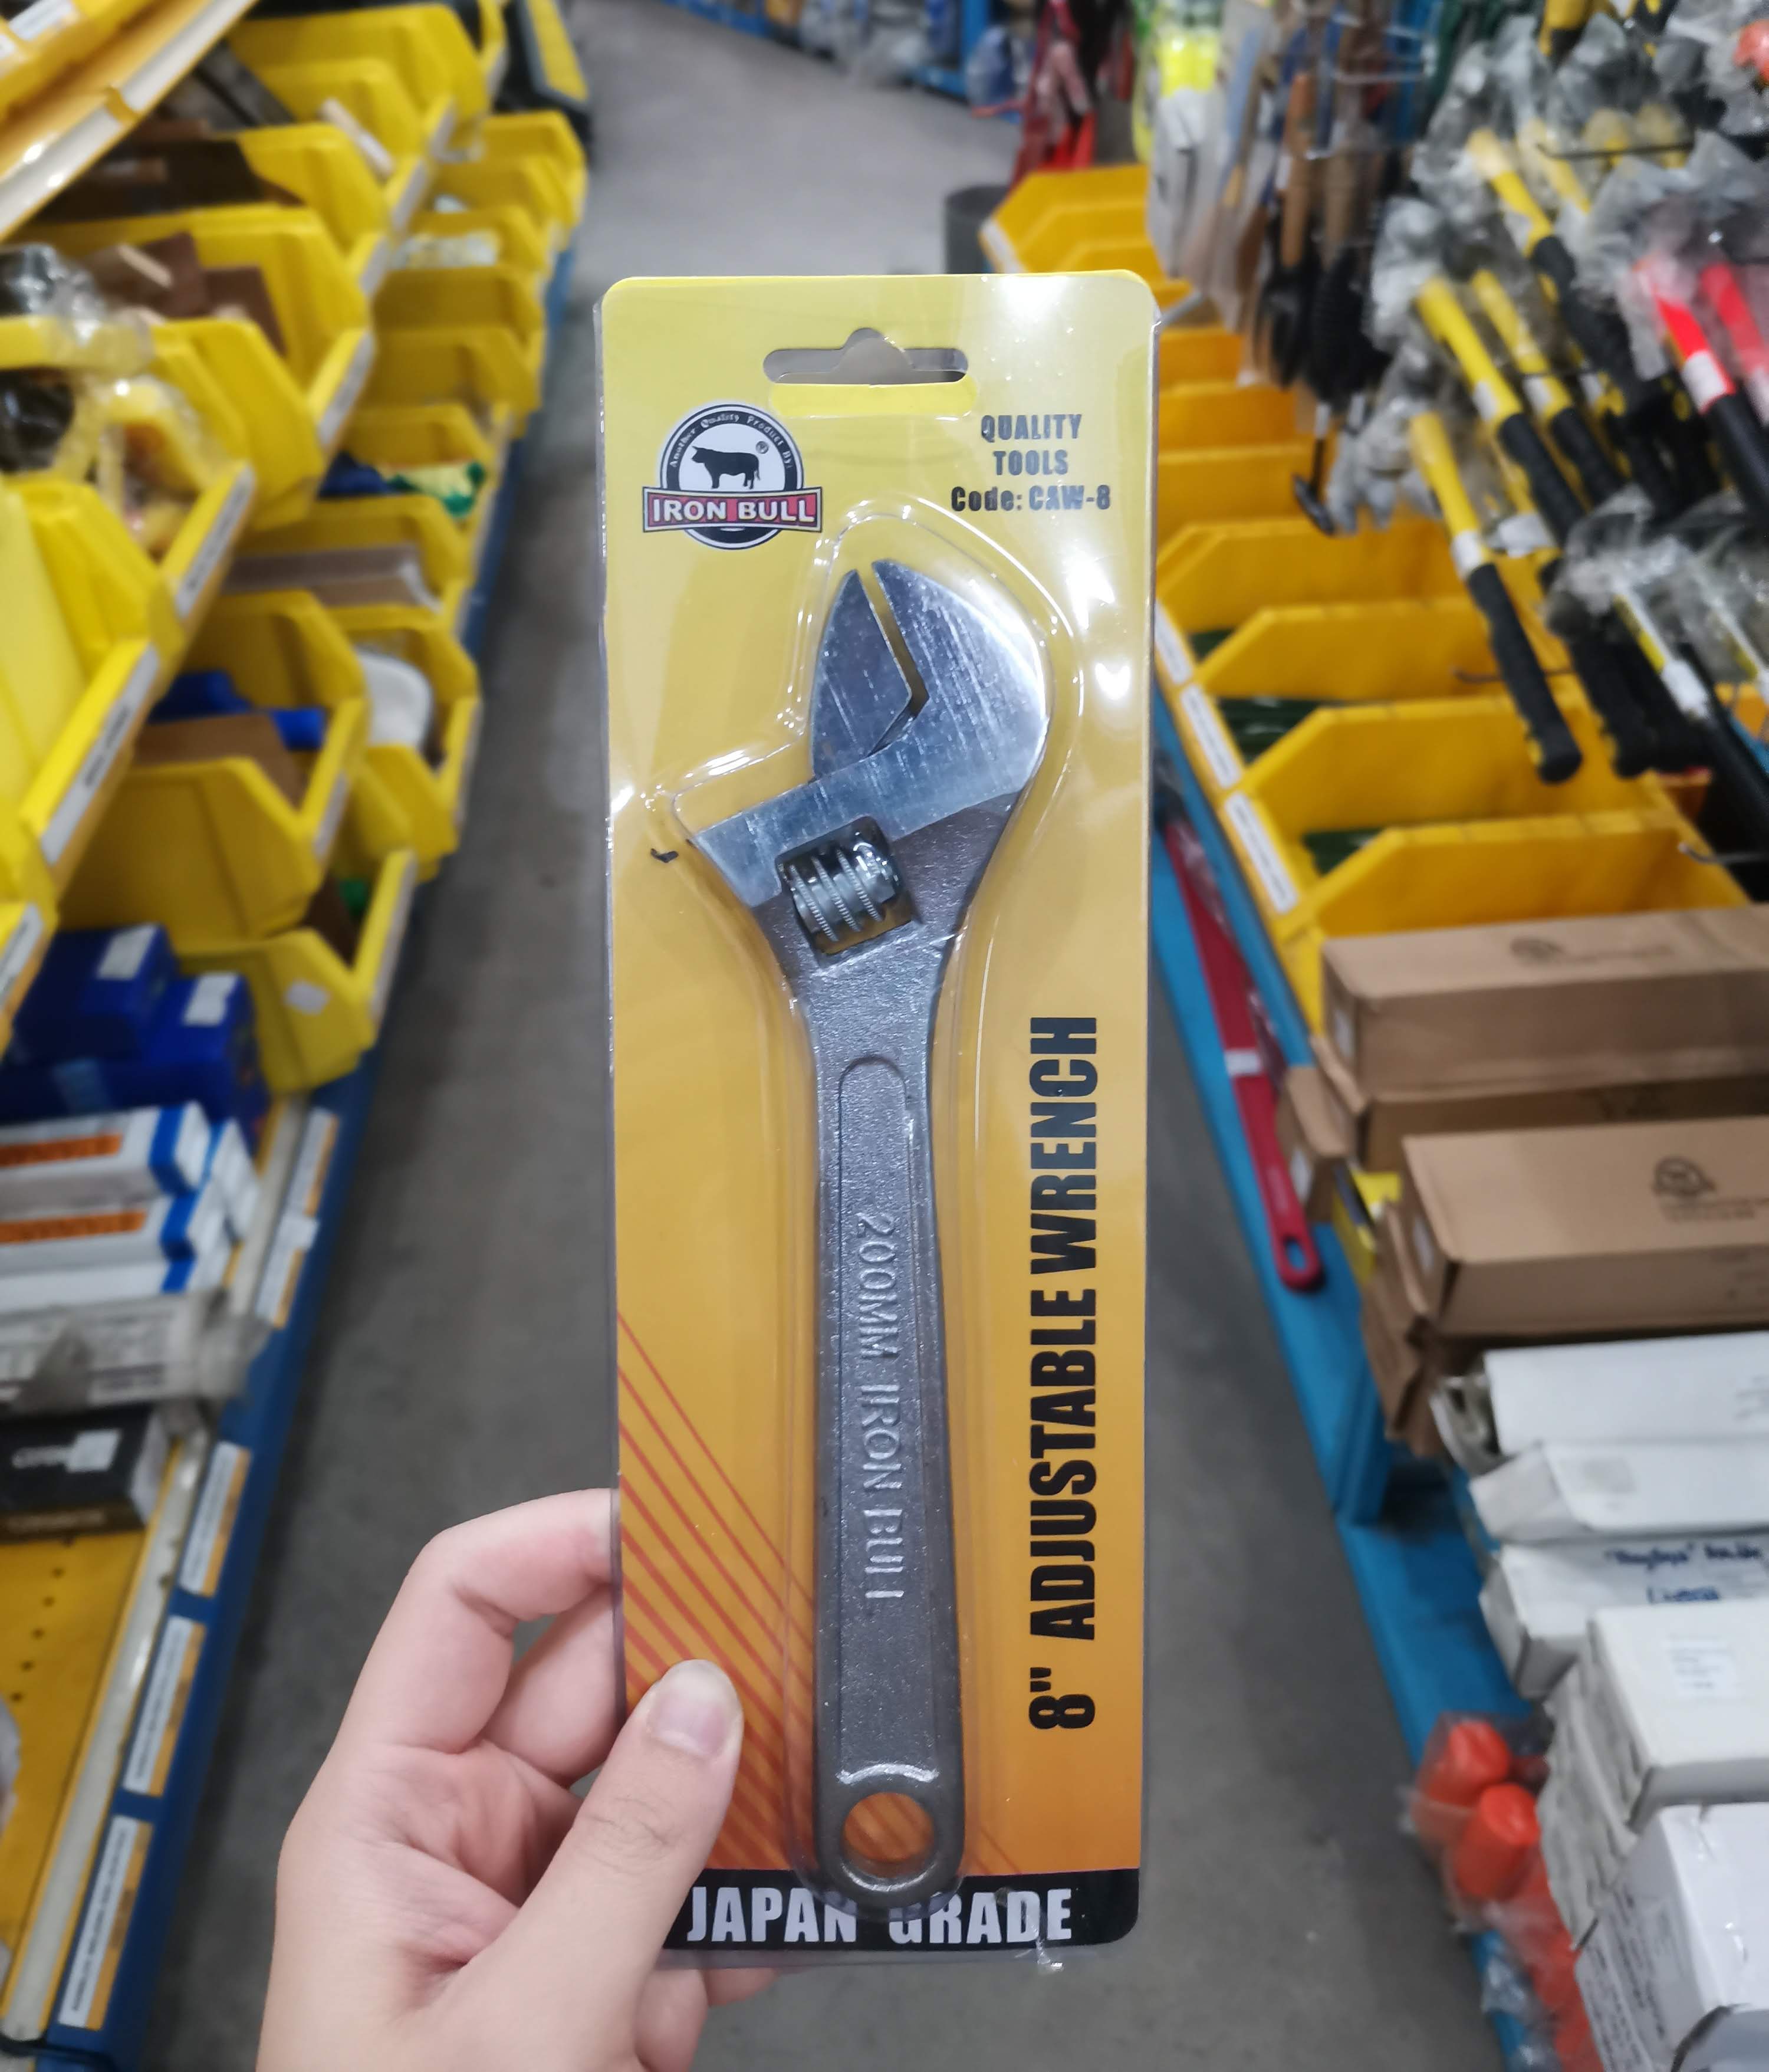 Another Quality Product By:
®
IRON BULL
QUALITY
TOOLS
Code: CAW-8
200MM IRON BULL
8" ADJUSTABLE WRENCH
JAPAN GRADE